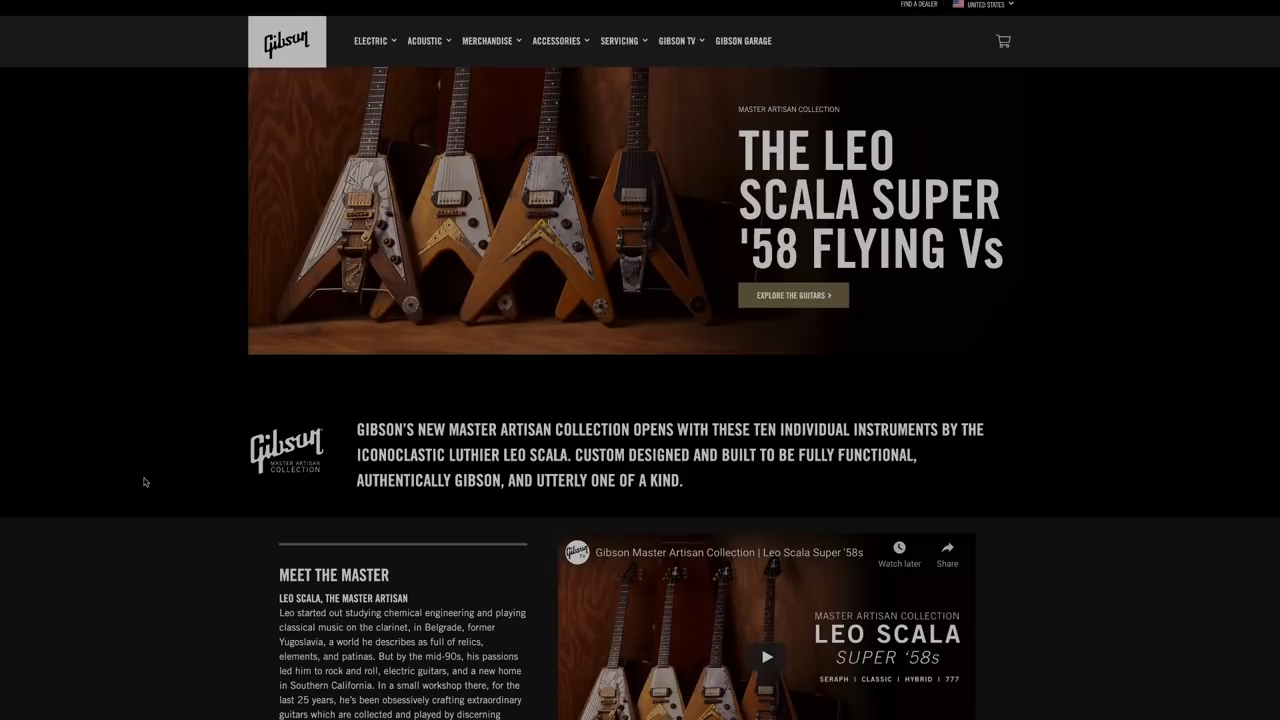 FIND A DEALER
UNITED STATES
Gibson
ELECTRIC
ACOUSTIC
MERCHANDISE
ACCESSORIES
SERVICING
GIBSON TV
GIBSON GARAGE
MASTER ARTISAN COLLECTION
THE LEO
SCALA SUPER
'58 FLYING Vs
EXPLORE THE GUITARS >
Gibson
MASTER ARTISAN
COLLECTION
GIBSON'S NEW MASTER ARTISAN COLLECTION OPENS WITH THESE TEN INDIVIDUAL INSTRUMENTS BY THE
ICONOCLASTIC LUTHIER LEO SCALA. CUSTOM DESIGNED AND BUILT TO BE FULLY FUNCTIONAL,
AUTHENTICALLY GIBSON, AND UTTERLY ONE OF A KIND.
MEET THE MASTER
LEO SCALA, THE MASTER ARTISAN
Leo started out studying chemical engineering and playing
classical music on the clarinet, in Belgrade, former
Yugoslavia, a world he describes as full of relics,
elements, and patinas. But by the mid-90s, his passions
led him to rock and roll, electric guitars, and a new home
in Southern California. In a small workshop there, for the
last 25 years, he's been obsessively crafting extraordinary
guitars which are collected and played by discerning
Gibson TV
Gibson Master Artisan Collection | Leo Scala Super '58s
Watch later
Share
MASTER ARTISAN COLLECTION
LEO SCALA
SUPER '58s
SERAPH | CLASSIC | HYBRID | 777